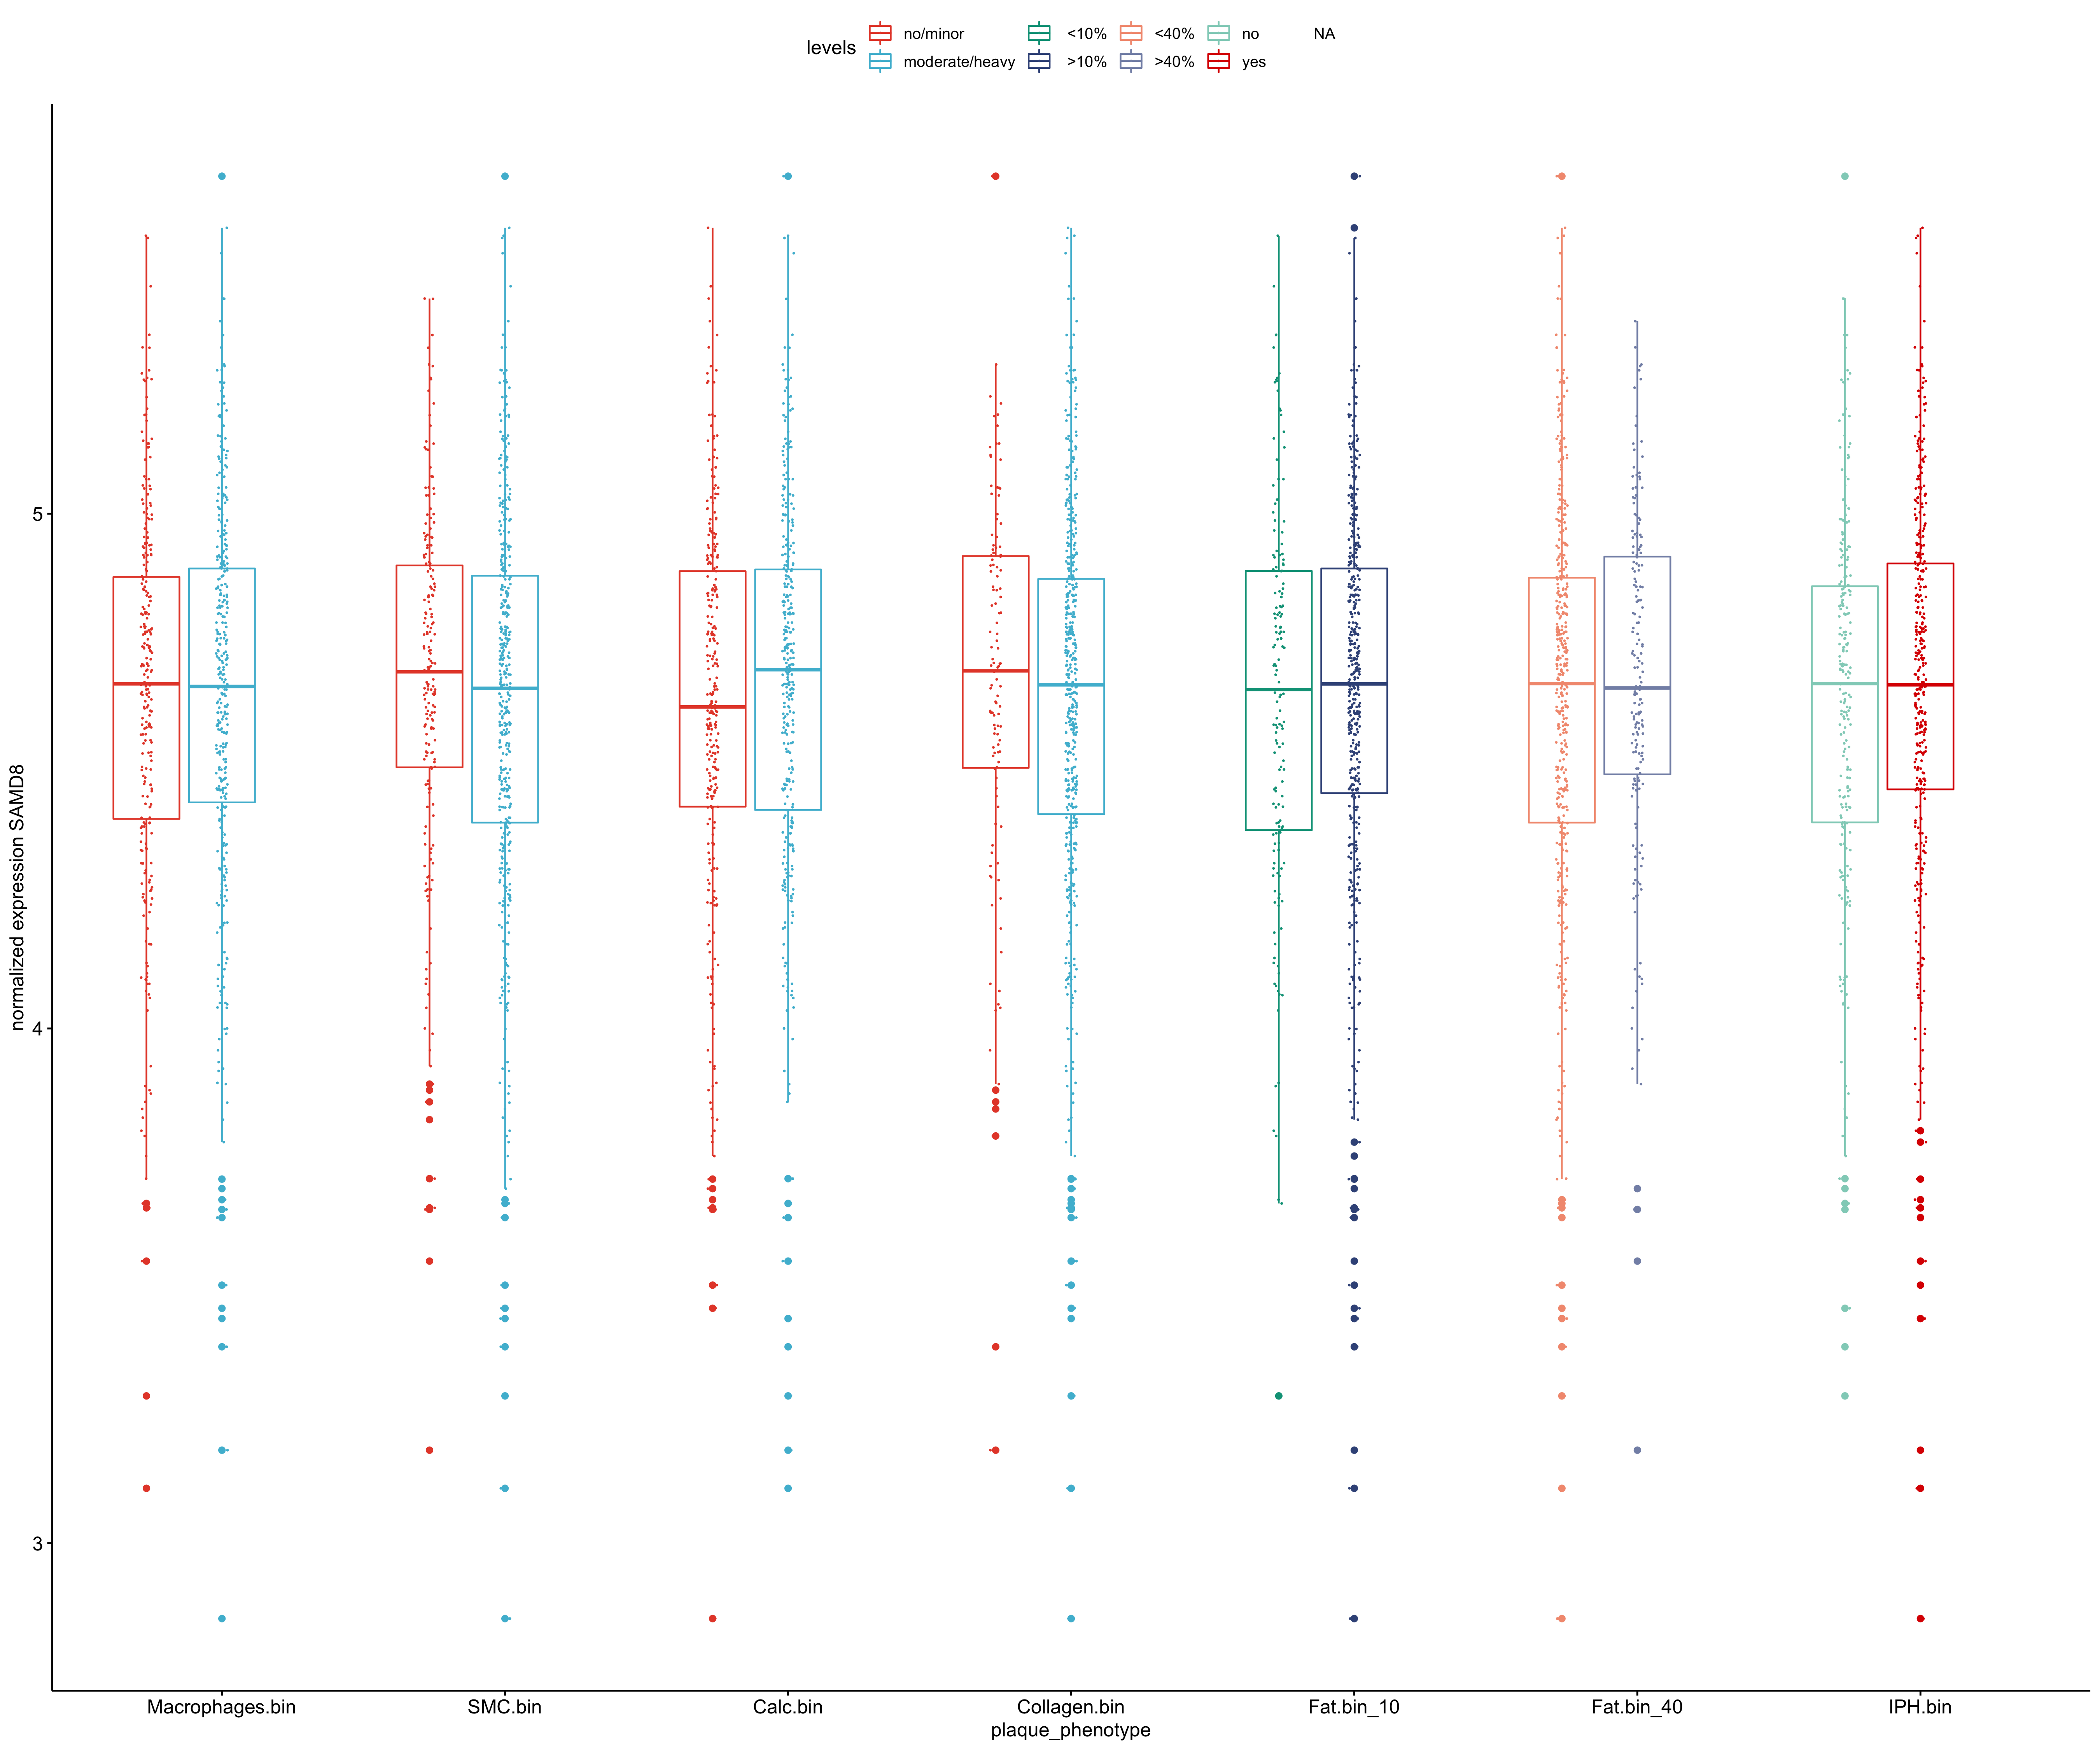 levels
no/minor <10% <40% no NA
moderate/heavy >10% >40% yes
normalized expression SAMD8
5
4
3
Macrophages.bin SMC.bin Calc.bin Collagen.bin Fat.bin_10 Fat.bin_40 IPH.bin
plaque_phenotype